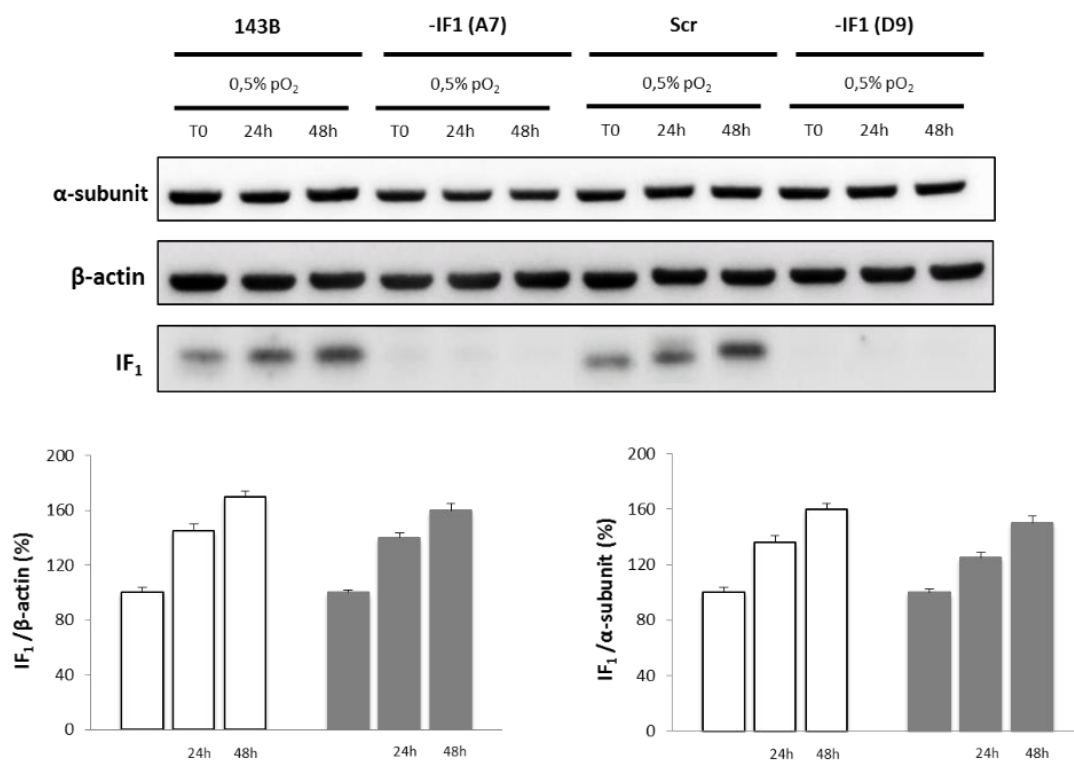 143B -IF1 (A7) Scr -IF1 (D9)
0,5% pO₂ 0,5% pO₂ 0,5% pO₂ 0,5% pO₂
T0 24h 48h T0 24h 48h T0 24h 48h T0 24h 48h
α-subunit
β-actin
IF₁
IF₁ /β-actin (%)
200
160
120
80
40
0
24h 48h 24h 48h
IF₁ /α-subunit (%)
200
160
120
80
40
0
24h 48h 24h 48h